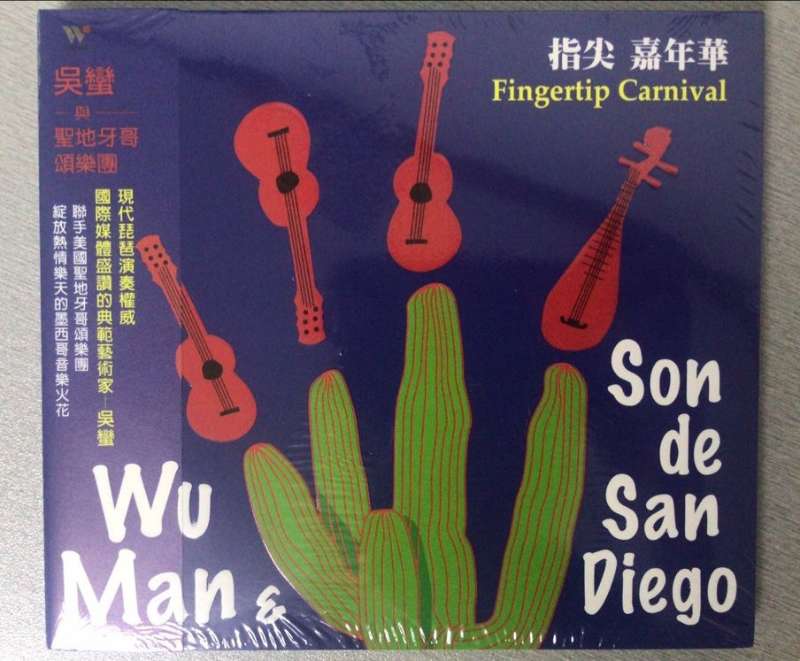 指尖 嘉年華
Fingertip Carnival
吳蠻
與
聖地牙哥
頌樂團
現代琵琶演奏權威
國際媒體盛讚的典範藝術家─吳蠻
聯手美國聖地牙哥頌樂團
綻放熱情樂天的墨西哥音樂火花
Wu
Man &
Son
de
San
Diego